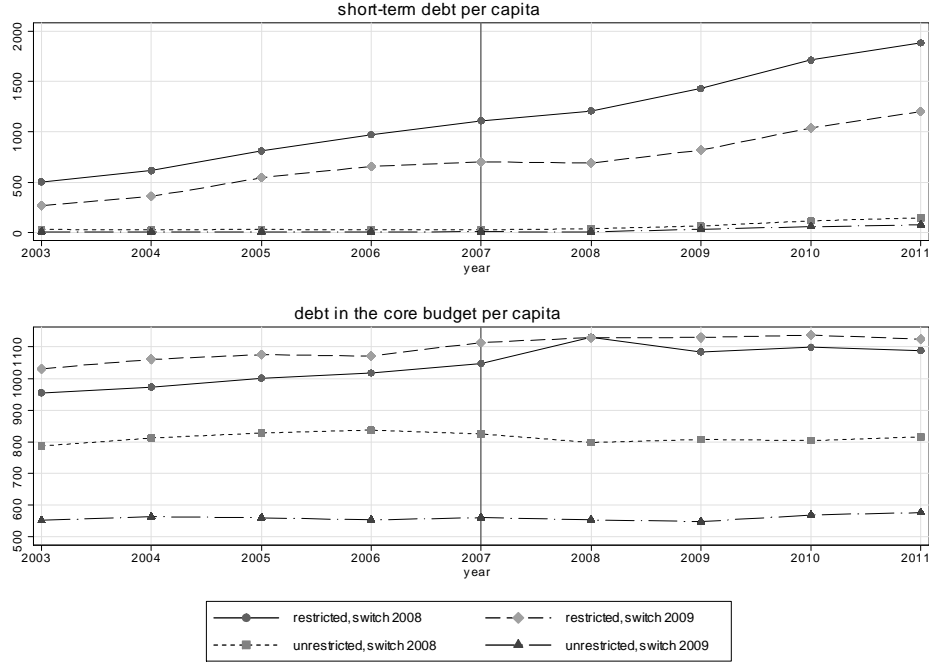 short-term debt per capita
2000
1500
1000
500
0
2003 2004 2005 2006 2007 2008 2009 2010 2011
year
debt in the core budget per capita
1100
1000
900
800
700
600
500
2003 2004 2005 2006 2007 2008 2009 2010 2011
year
restricted, switch 2008 restricted, switch 2009
unrestricted, switch 2008 unrestricted, switch 2009